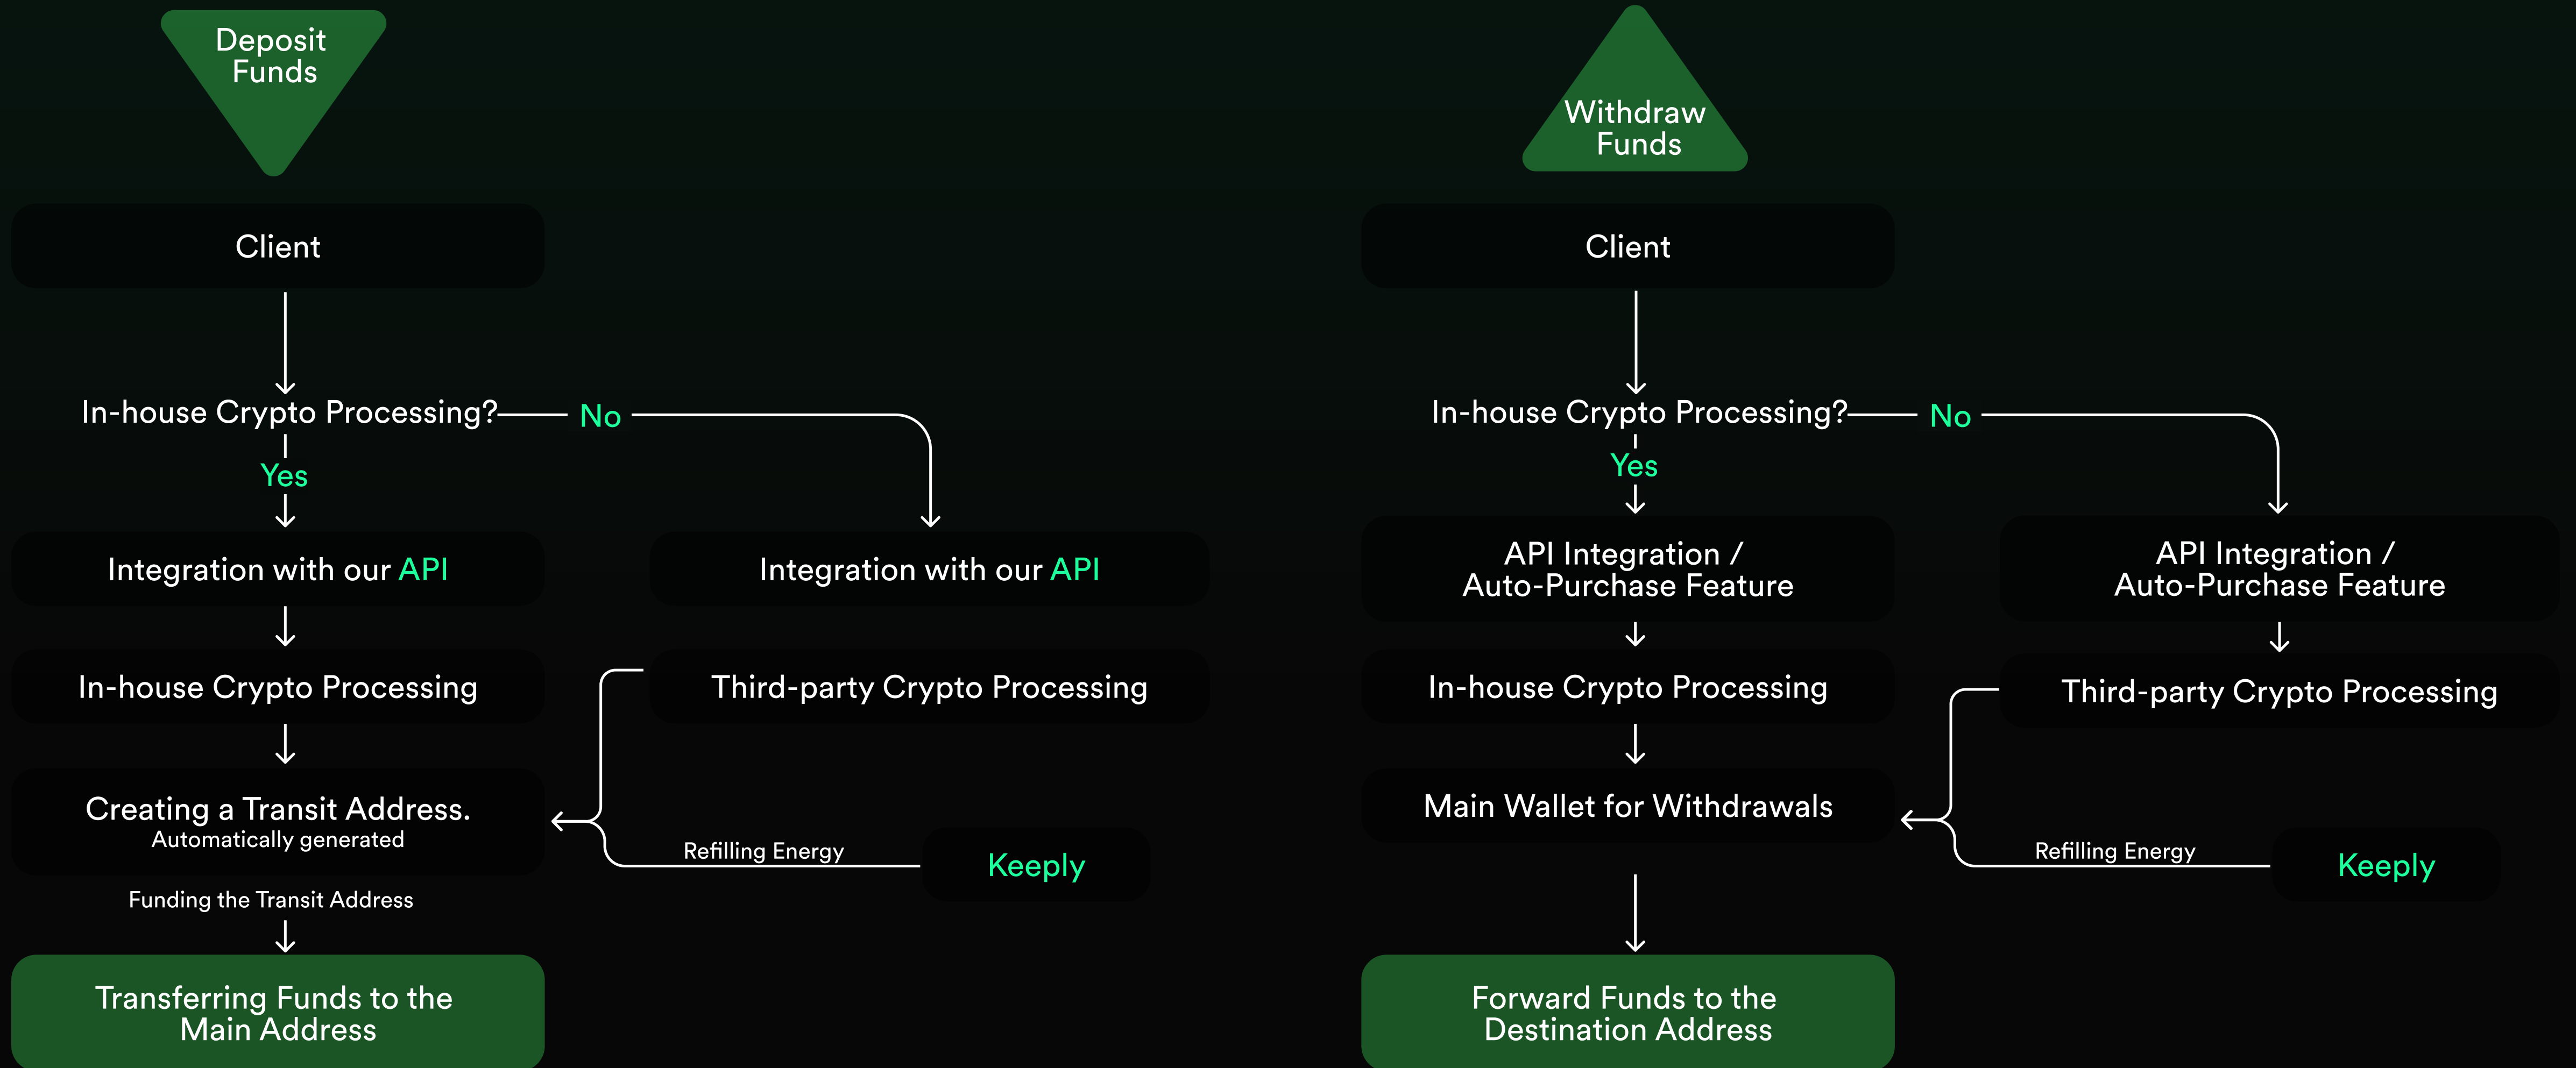 Deposit
Funds
Client
In-house Crypto Processing?
No
Yes
Integration with our API
Integration with our API
In-house Crypto Processing
Third-party Crypto Processing
Creating a Transit Address.
Automatically generated
Refilling Energy
Keeply
Funding the Transit Address
Transferring Funds to the
Main Address
Withdraw
Funds
Client
In-house Crypto Processing?
No
Yes
API Integration /
Auto-Purchase Feature
API Integration /
Auto-Purchase Feature
In-house Crypto Processing
Third-party Crypto Processing
Main Wallet for Withdrawals
Refilling Energy
Keeply
Forward Funds to the
Destination Address